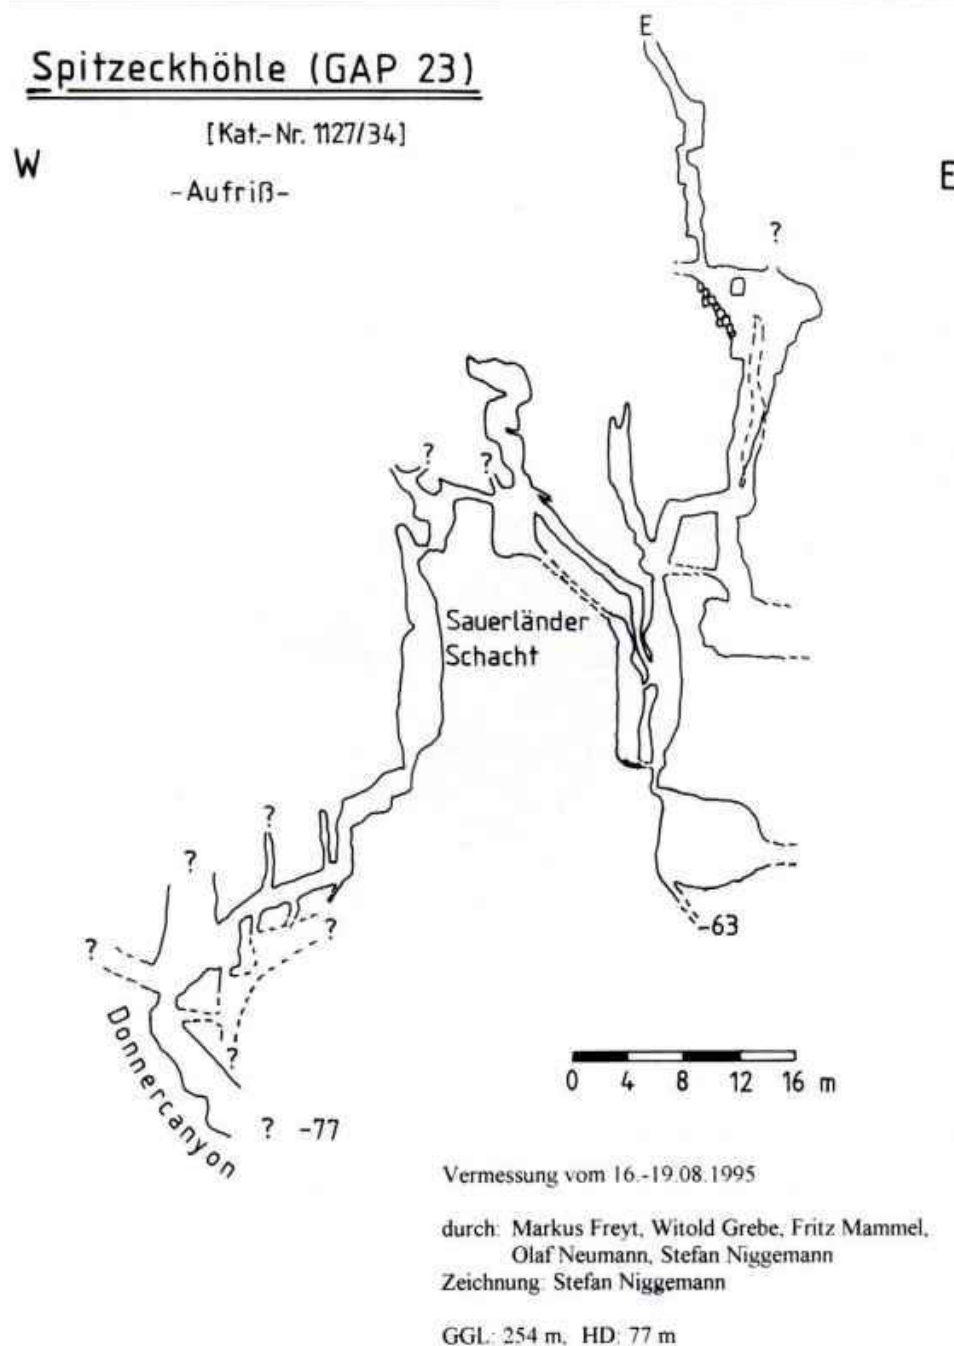 E
Spitzeckhöhle (GAP 23)
[Kat.-Nr. 1127/34]
W
E
-Aufriß-
?
?
?
Sauerländer
Schacht
?
?
?
?
-63
Donnercanyon
?
0 4 8 12 16 m
? -77
Vermessung vom 16.-19.08.1995
durch: Markus Freyt, Witold Grebe, Fritz Mammel,
Olaf Neumann, Stefan Niggemann
Zeichnung: Stefan Niggemann
GGL: 254 m, HD: 77 m